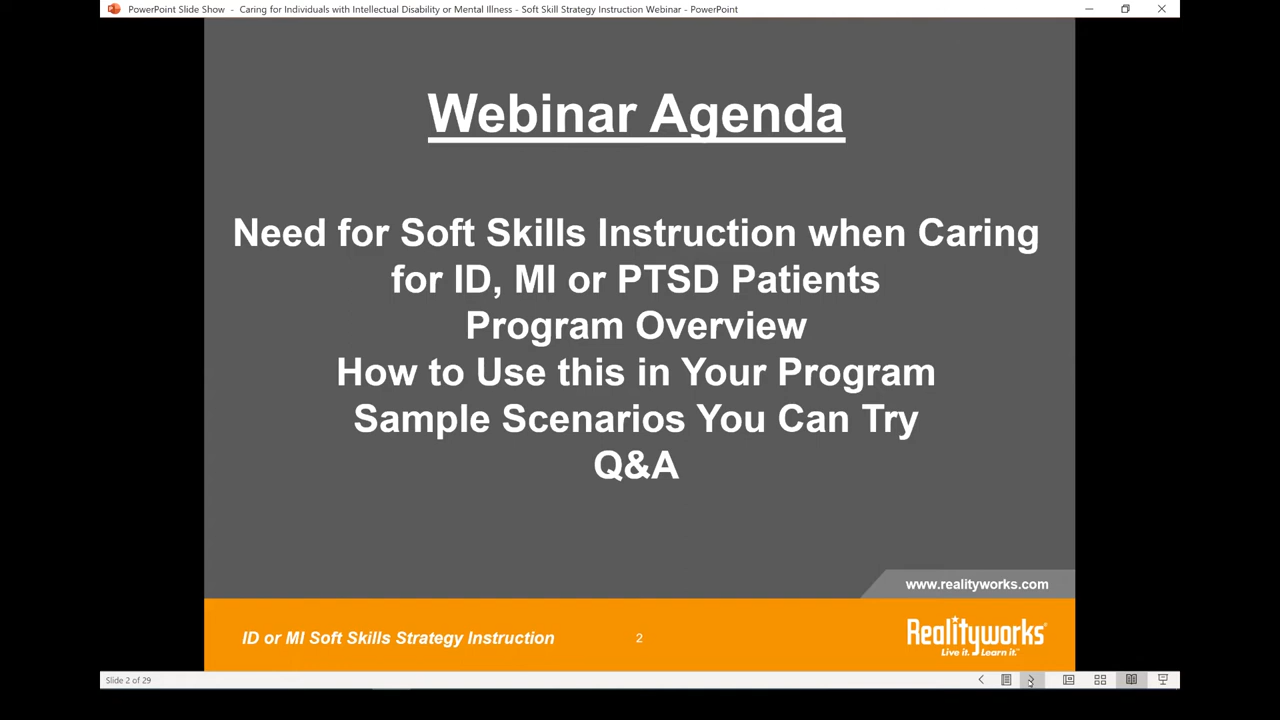 PowerPoint Slide Show - Caring for Individuals with Intellectual Disability or Mental Illness - Soft Skill Strategy Instruction Webinar - PowerPoint
Webinar Agenda
Need for Soft Skills Instruction when Caring
for ID, MI or PTSD Patients
Program Overview
How to Use this in Your Program
Sample Scenarios You Can Try
Q&A
www.realityworks.com
ID or MI Soft Skills Strategy Instruction
2
Realityworks
Live it. Learn it.™
Slide 2 of 29